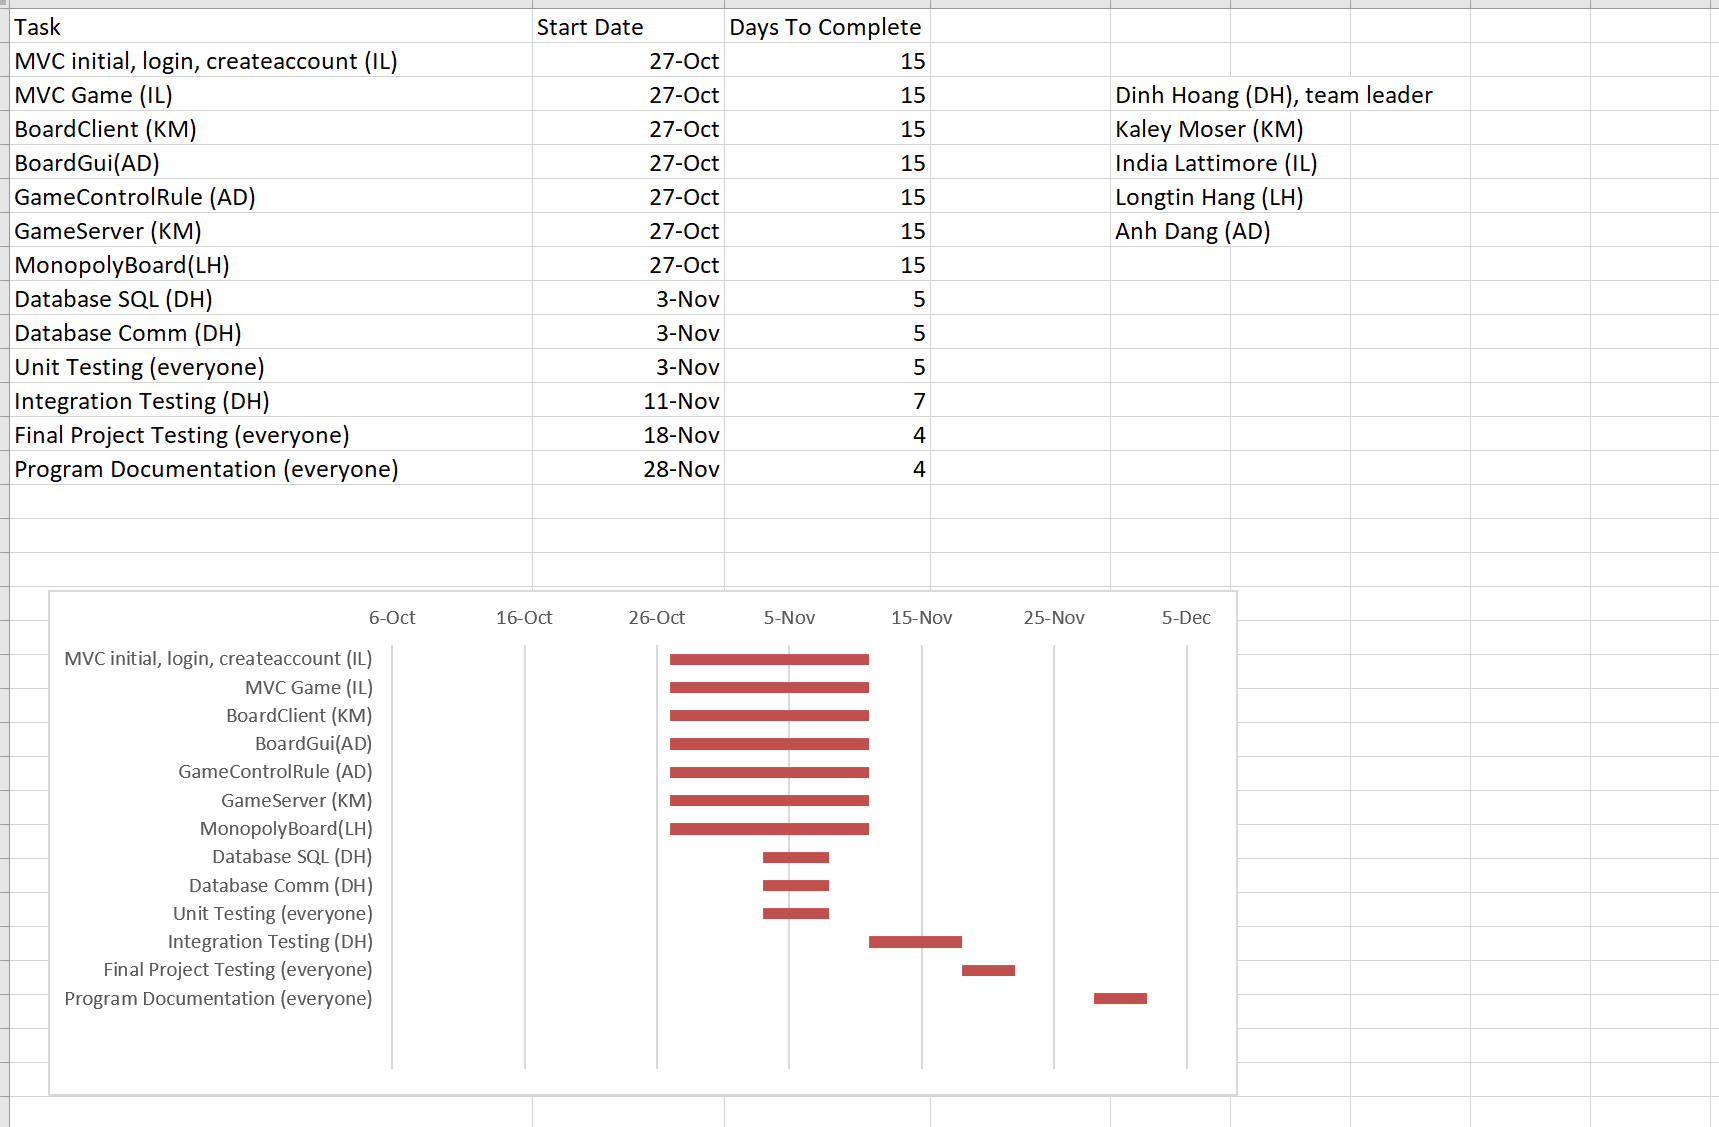 Task Start Date Days To Complete
MVC initial, login, createaccount (IL) 27-Oct 15
MVC Game (IL) 27-Oct 15 Dinh Hoang (DH), team leader
BoardClient (KM) 27-Oct 15 Kaley Moser (KM)
BoardGui(AD) 27-Oct 15 India Lattimore (IL)
GameControlRule (AD) 27-Oct 15 Longtin Hang (LH)
GameServer (KM) 27-Oct 15 Anh Dang (AD)
MonopolyBoard(LH) 27-Oct 15
Database SQL (DH) 3-Nov 5
Database Comm (DH) 3-Nov 5
Unit Testing (everyone) 3-Nov 5
Integration Testing (DH) 11-Nov 7
Final Project Testing (everyone) 18-Nov 4
Program Documentation (everyone) 28-Nov 4
6-Oct 16-Oct 26-Oct 5-Nov 15-Nov 25-Nov 5-Dec
MVC initial, login, createaccount (IL)
MVC Game (IL)
BoardClient (KM)
BoardGui(AD)
GameControlRule (AD)
GameServer (KM)
MonopolyBoard(LH)
Database SQL (DH)
Database Comm (DH)
Unit Testing (everyone)
Integration Testing (DH)
Final Project Testing (everyone)
Program Documentation (everyone)